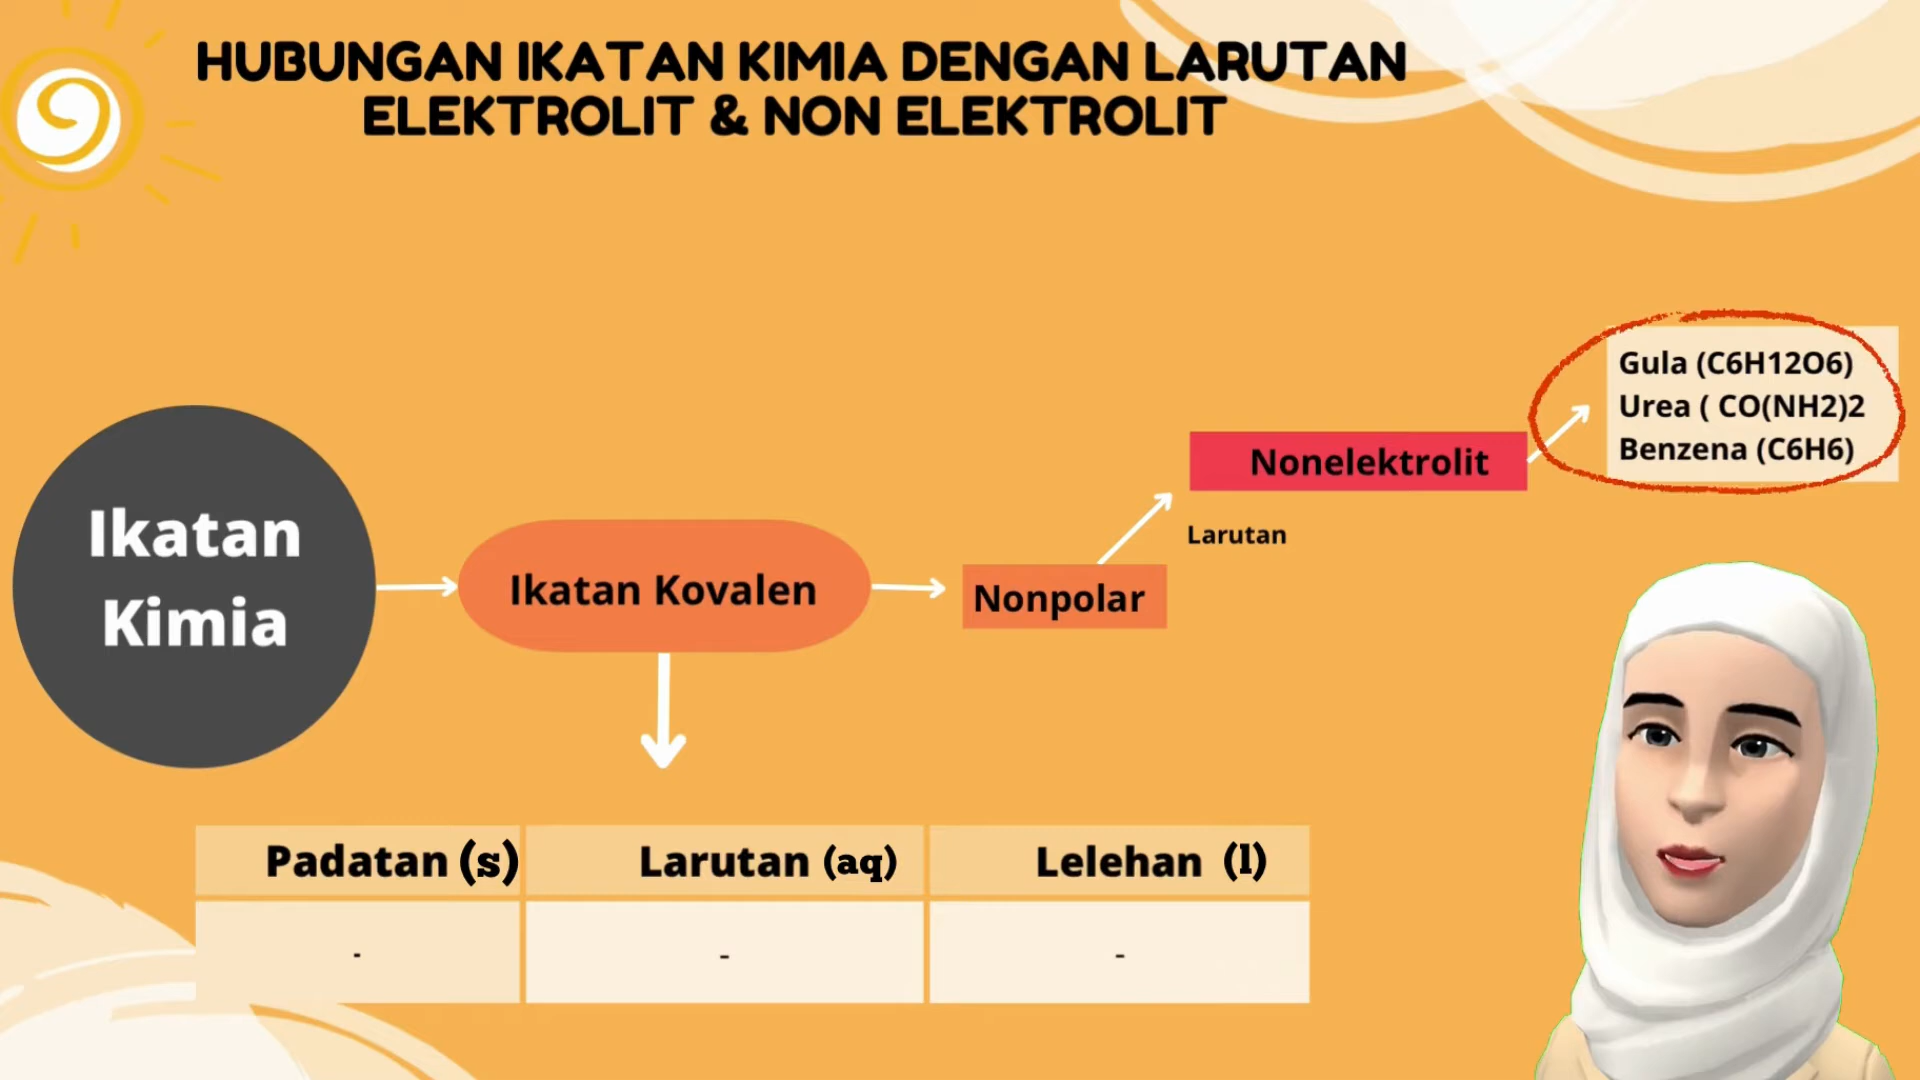 HUBUNGAN IKATAN KIMIA DENGAN LARUTAN
ELEKTROLIT & NON ELEKTROLIT
Ikatan
Kimia
Ikatan Kovalen
Nonpolar
Nonelektrolit
Larutan
Gula (C6H12O6)
Urea ( CO(NH2)2
Benzena (C6H6)
Padatan (s)
Larutan (aq)
Lelehan (l)
-
-
-